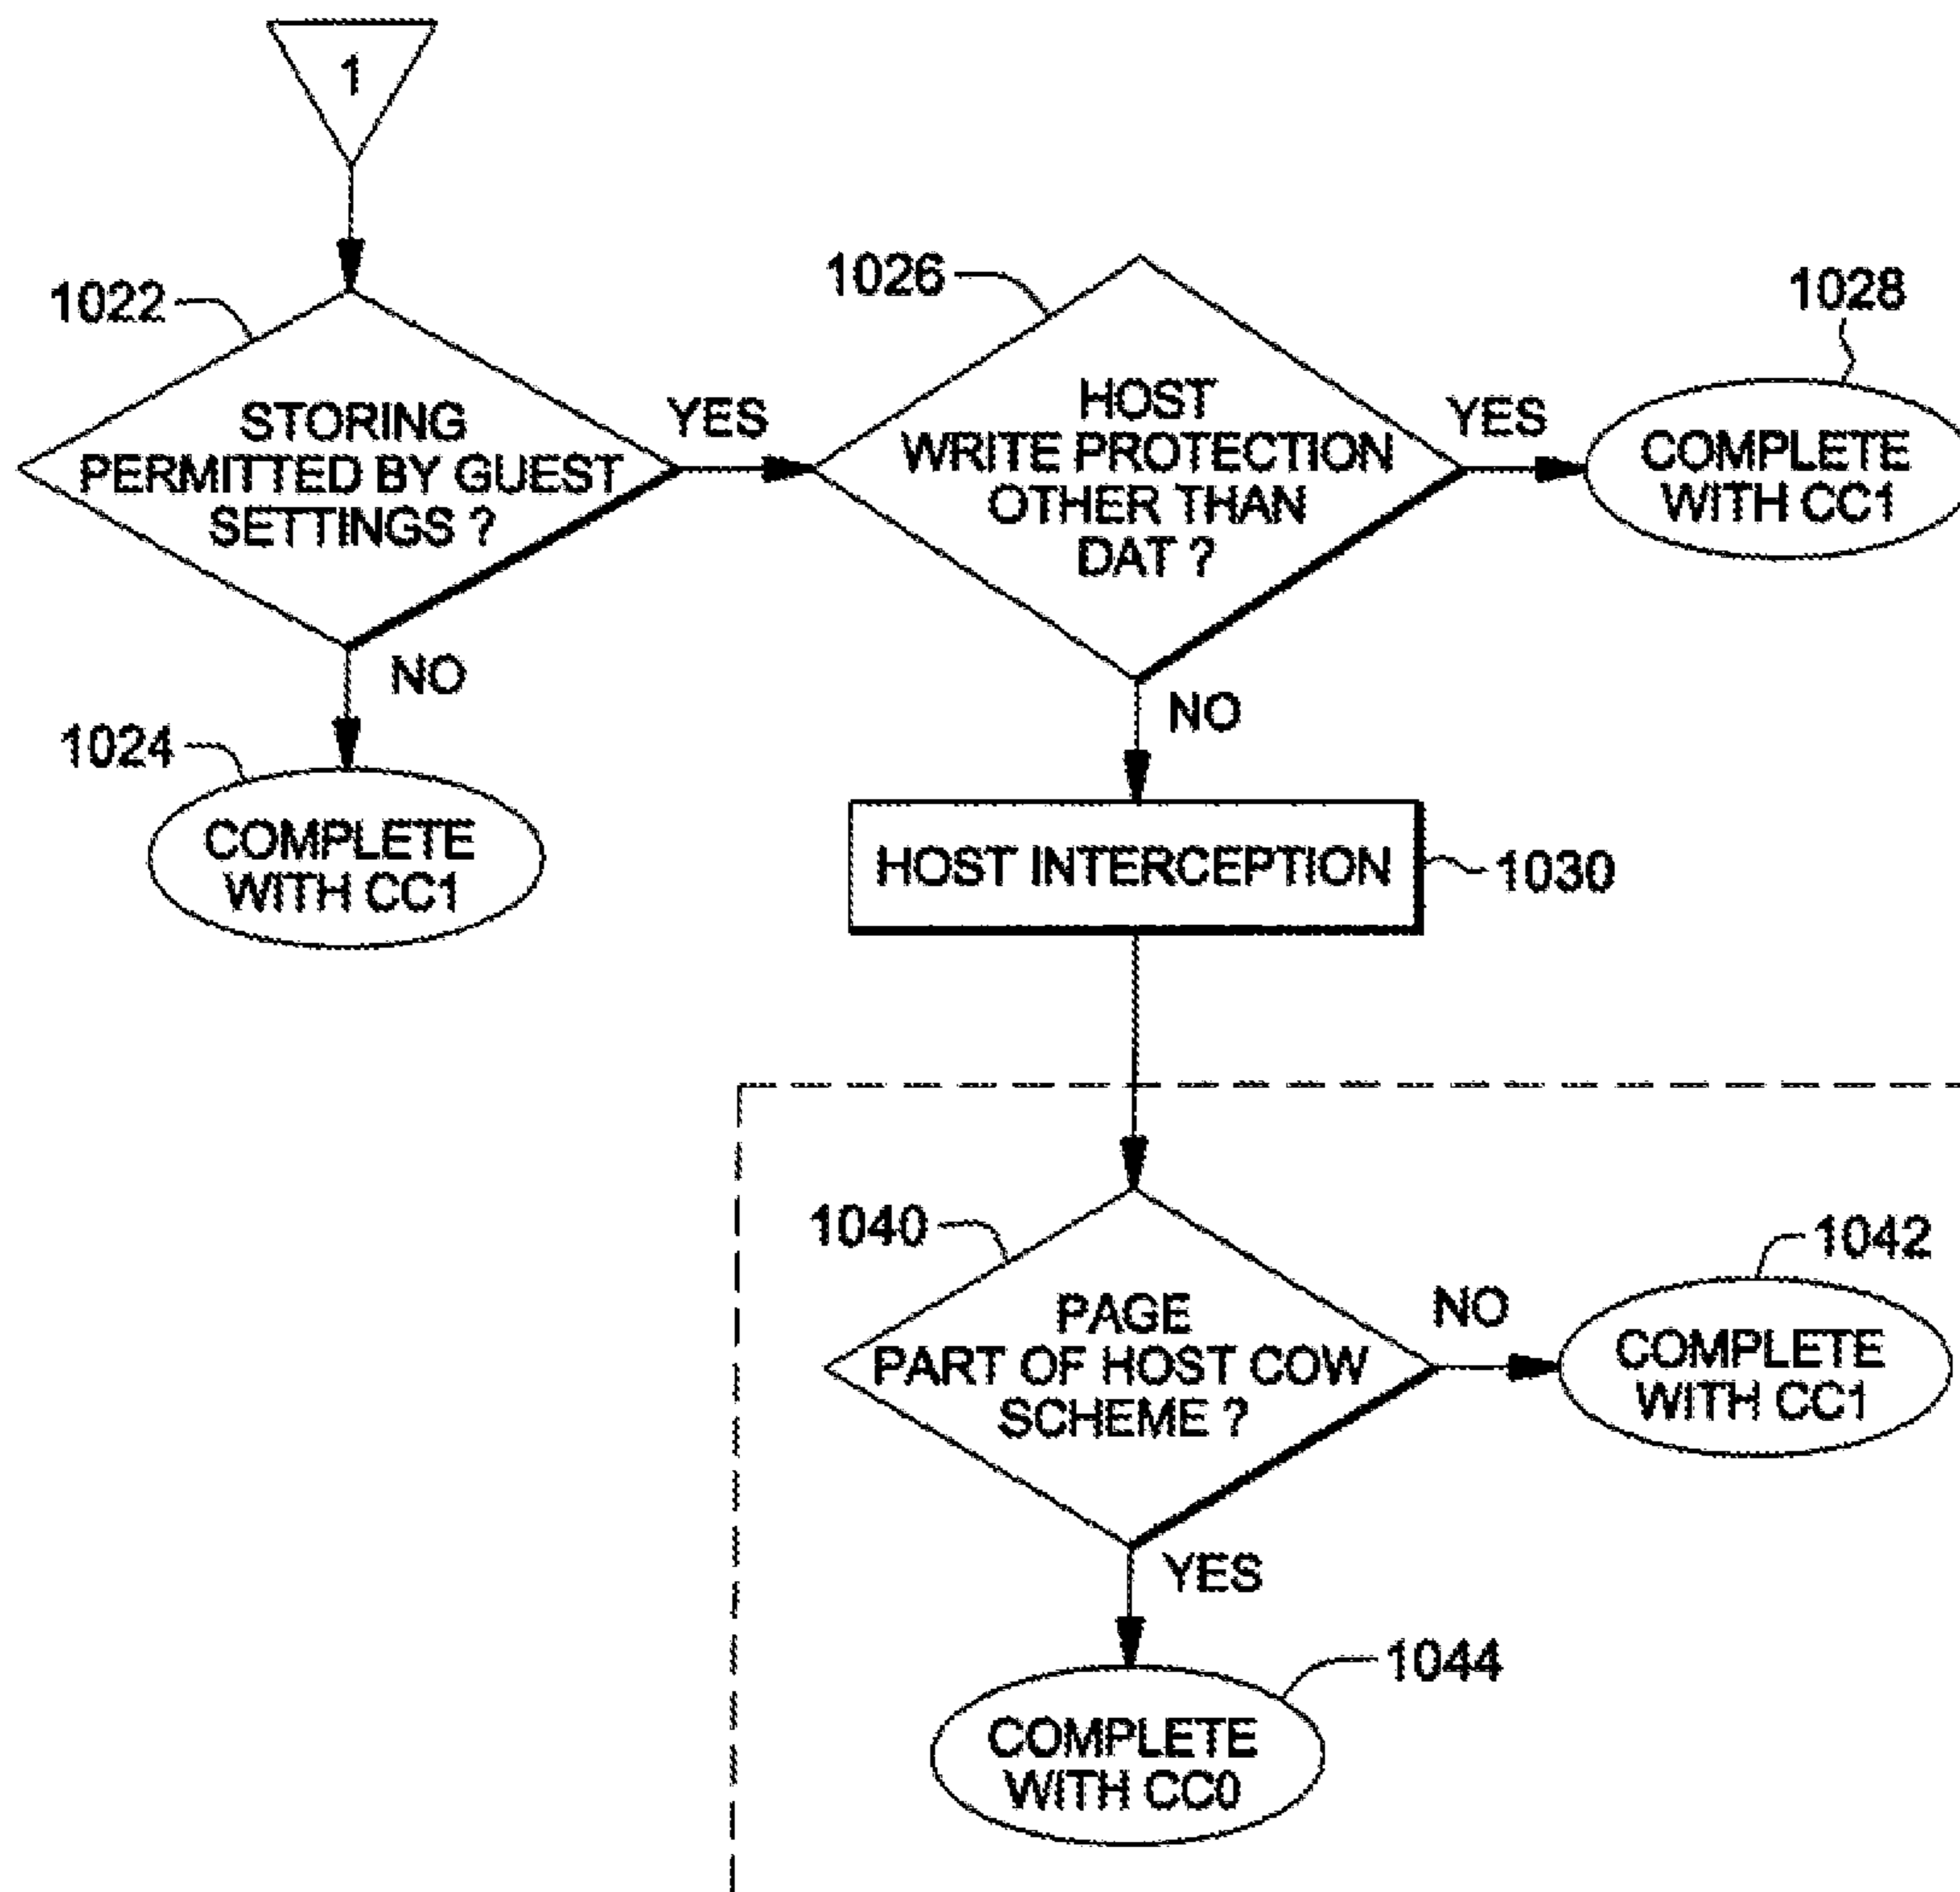 1
1022
STORING
PERMITTED BY GUEST
SETTINGS ?
YES
NO
1024
COMPLETE
WITH CC1
1026
HOST
WRITE PROTECTION
OTHER THAN
DAT ?
YES
1028
COMPLETE
WITH CC1
NO
HOST INTERCEPTION
1030
1040
PAGE
PART OF HOST COW
SCHEME ?
NO
1042
COMPLETE
WITH CC1
YES
1044
COMPLETE
WITH CC0